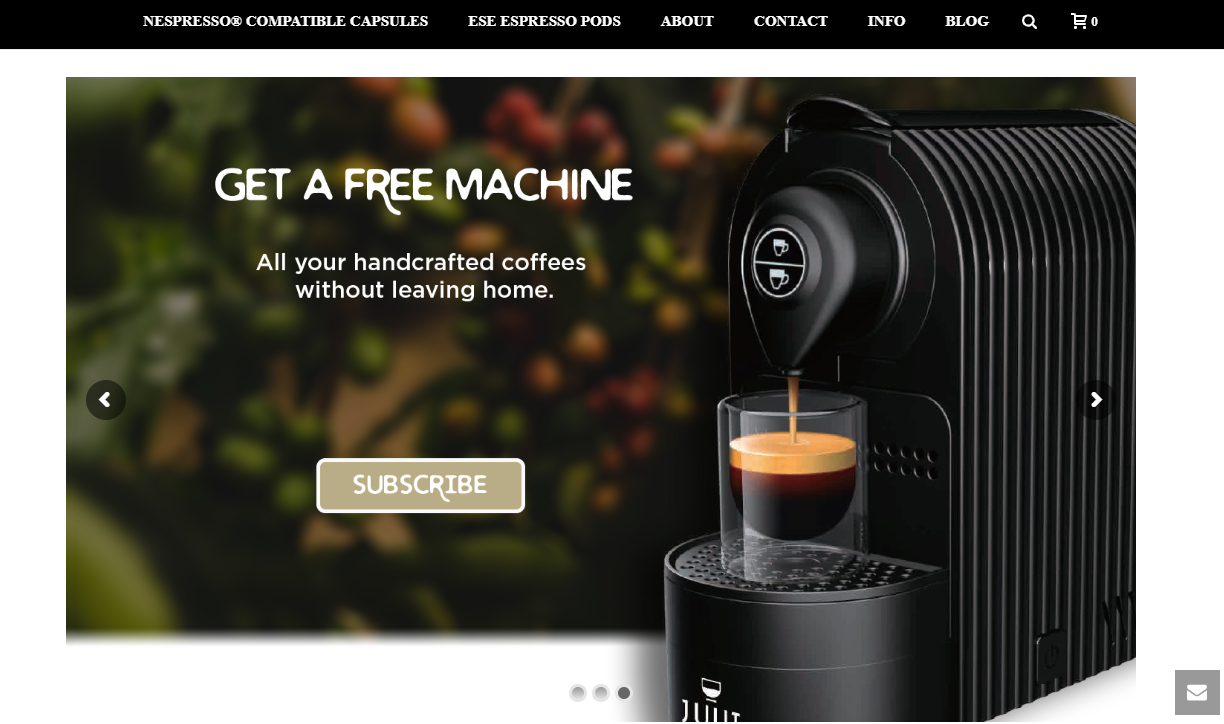 NESPRESSO® COMPATIBLE CAPSULES ESE ESPRESSO PODS ABOUT CONTACT INFO BLOG 0
GET A FREE MACHINE
All your handcrafted coffees
without leaving home.
SUBSCRIBE